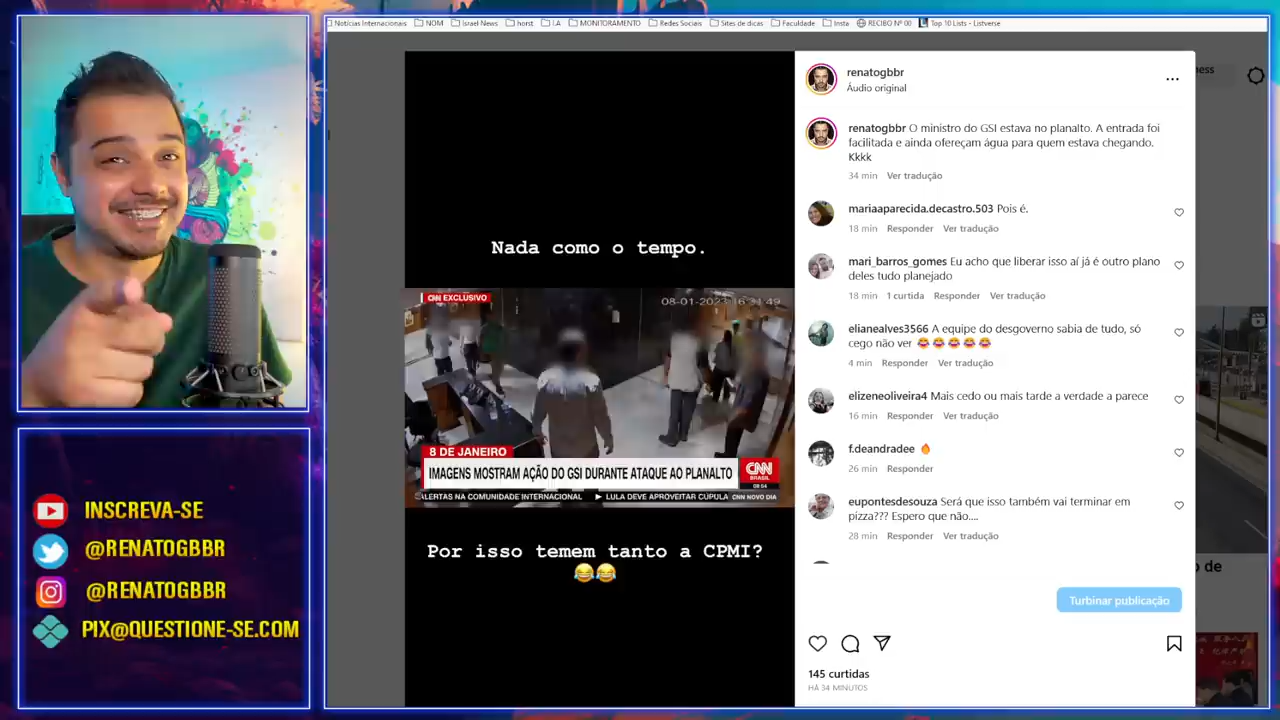 Notícias Internacionais NOM Israel News horst I.A MONITORAMENTO Redes Sociais Sites de dicas Faculdade Insta RECIBO Nº 00 Top 10 Lists - Listverse
renatogbbr
Áudio original
renatogbbr O ministro do GSI estava no planalto. A entrada foi
facilitada e ainda ofereçam água para quem estava chegando.
Kkkk
34 min Ver tradução
mariaaparecida.decastro.503 Pois é.
18 min Responder Ver tradução
mari_barros_gomes Eu acho que liberar isso aí já é outro plano
deles tudo planejado
18 min 1 curtida Responder Ver tradução
elianealves3566 A equipe do desgoverno sabia de tudo, só
cego não ver 😂😂😂😂😂
4 min Responder Ver tradução
elizeneoliveira4 Mais cedo ou mais tarde a verdade a parece
16 min Responder Ver tradução
f.deandradee 🔥
26 min Responder
eupontesdesouza Será que isso também vai terminar em
pizza??? Espero que não....
28 min Responder Ver tradução
Turbinar publicação
145 curtidas
HÁ 34 MINUTOS
Nada como o tempo.
CNN EXCLUSIVO
08-01-2023 16:31:49
8 DE JANEIRO
IMAGENS MOSTRAM AÇÃO DO GSI DURANTE ATAQUE AO PLANALTO
CNN
BRASIL
08:54
ALERTAS NA COMUNIDADE INTERNACIONAL ▶ LULA DEVE APROVEITAR CÚPULA CNN NOVO DIA
Por isso temem tanto a CPMI?
😂😂
INSCREVA-SE
@RENATOGBBR
@RENATOGBBR
PIX@QUESTIONE-SE.COM
ness
o de